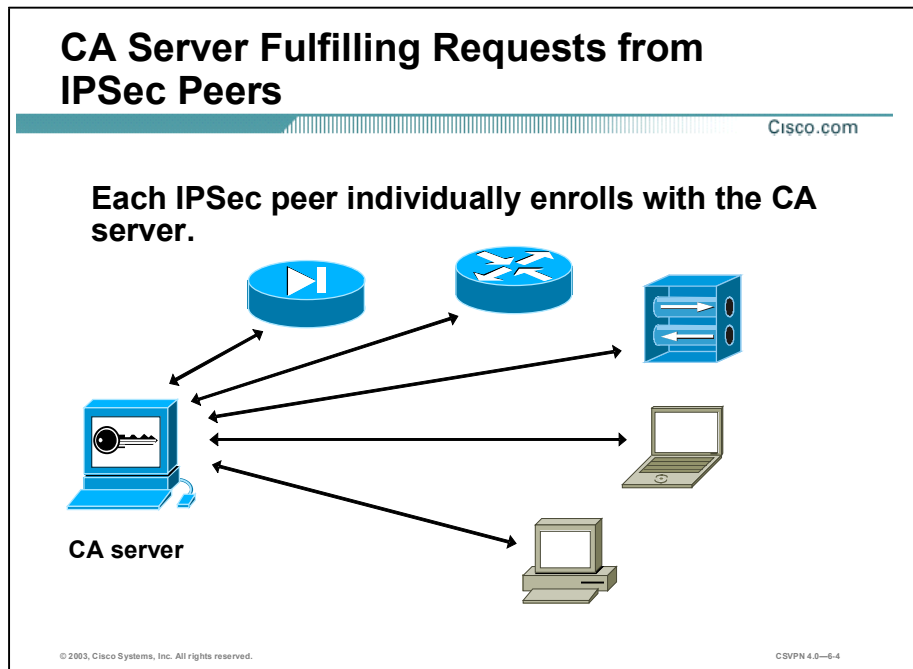 CA Server Fulfilling Requests from
IPSec Peers
Cisco.com
Each IPSec peer individually enrolls with the CA
server.
CA server
© 2003, Cisco Systems, Inc. All rights reserved.
CSVPN 4.0—6-4